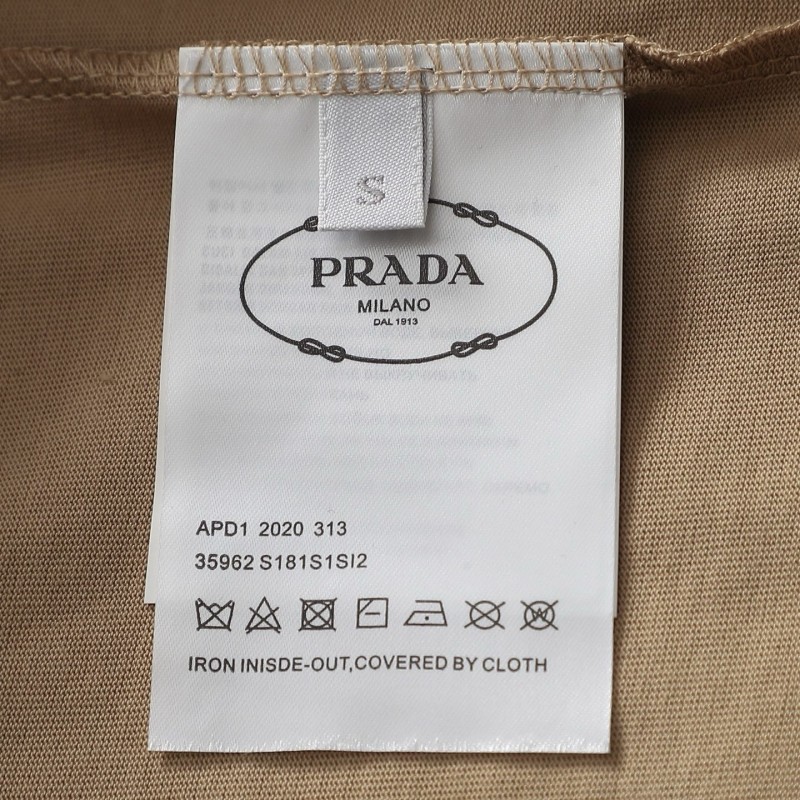 S
PRADA
MILANO
DAL 1913
APD1 2020 313
35962 S181S1SI2
IRON INISDE-OUT,COVERED BY CLOTH